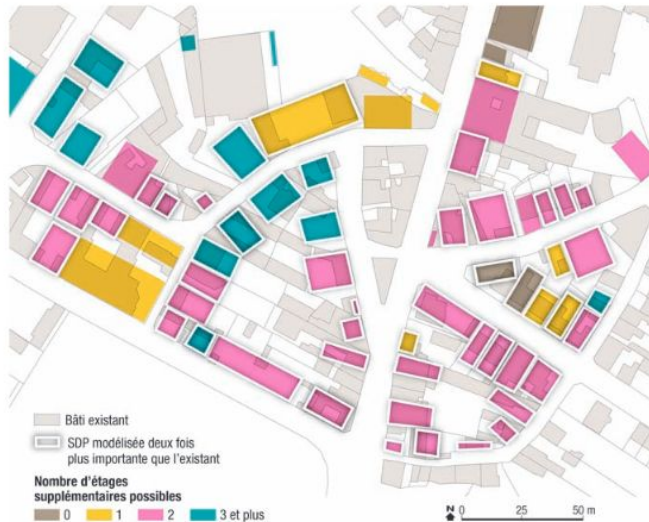 Bâti existant
SDP modélisée deux fois
plus importante que l'existant
Nombre d'étages
supplémentaires possibles
0 1 2 3 et plus
N 0 25 50 m